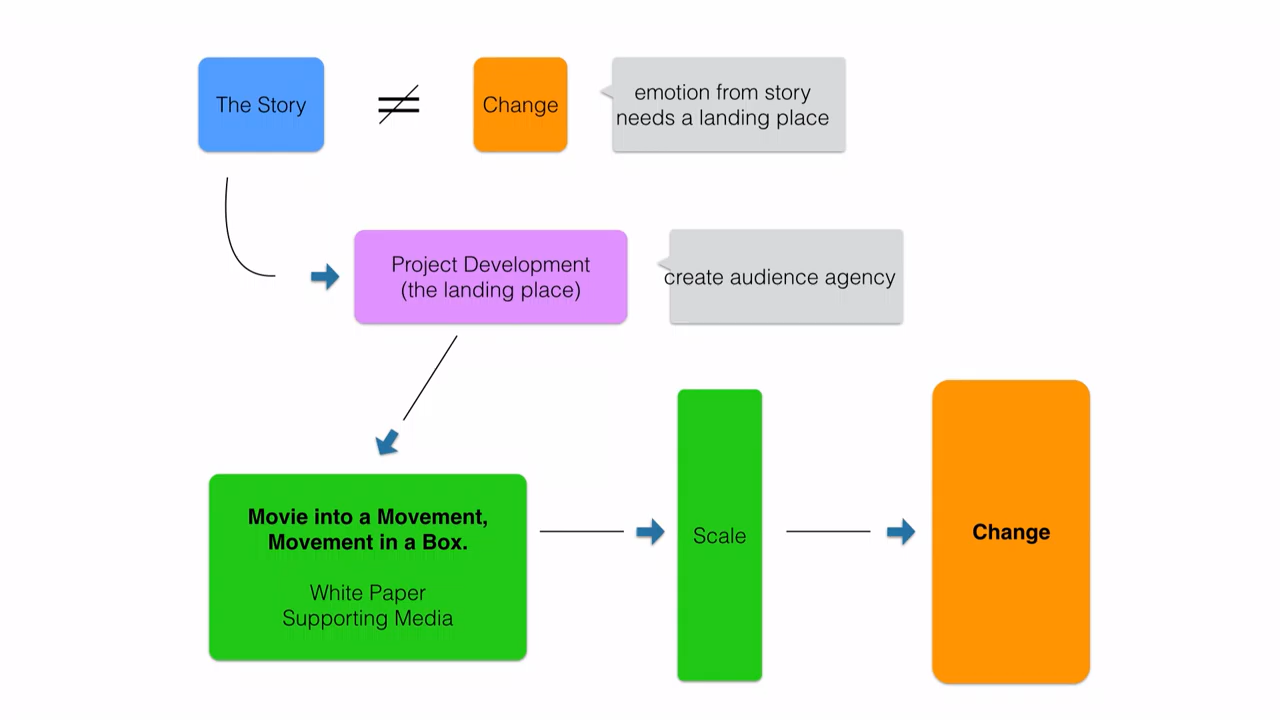 The Story
≠
Change
emotion from story
needs a landing place
Project Development
(the landing place)
create audience agency
Movie into a Movement,
Movement in a Box.
White Paper
Supporting Media
Scale
Change